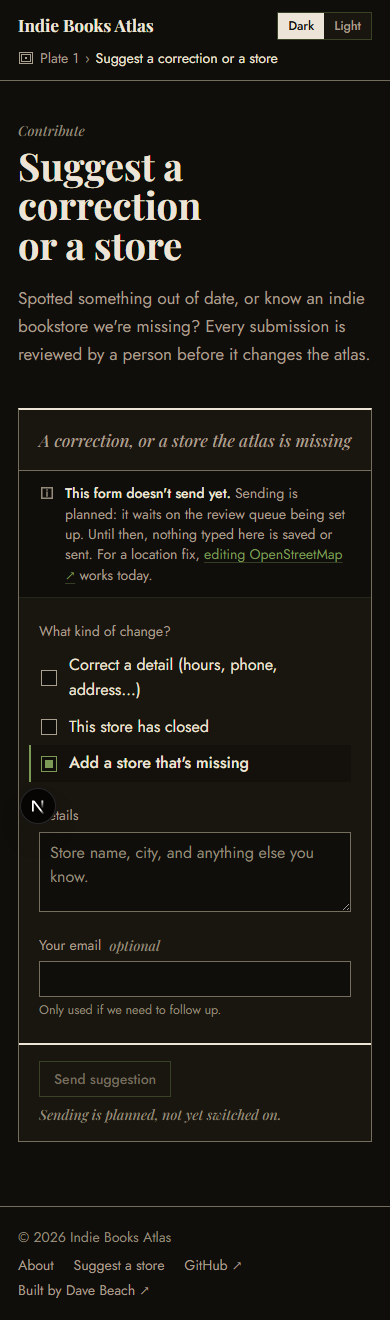 Indie Books Atlas
Dark Light
Plate 1 › Suggest a correction or a store
Contribute
Suggest a
correction
or a store
Spotted something out of date, or know an indie
bookstore we're missing? Every submission is
reviewed by a person before it changes the atlas.
A correction, or a store the atlas is missing
This form doesn't send yet. Sending is
planned: it waits on the review queue being set
up. Until then, nothing typed here is saved or
sent. For a location fix, editing OpenStreetMap
↗ works today.
What kind of change?
Correct a detail (hours, phone,
address…)
This store has closed
Add a store that's missing
N
etails
Store name, city, and anything else you
know.
Your email optional
Only used if we need to follow up.
Send suggestion
Sending is planned, not yet switched on.
© 2026 Indie Books Atlas
About Suggest a store GitHub ↗
Built by Dave Beach ↗